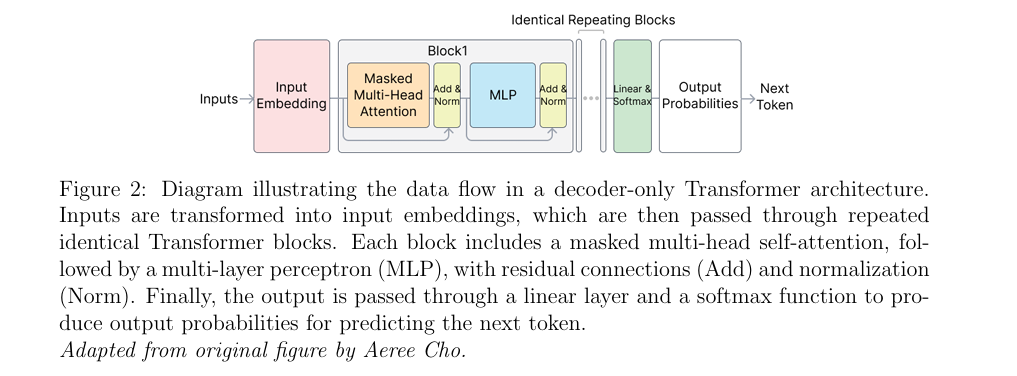 Identical Repeating Blocks
Block1
Inputs
Input
Embedding
Masked
Multi-Head
Attention
Add &
Norm
MLP
Add &
Norm
Linear &
Softmax
Output
Probabilities
Next
Token
Figure 2: Diagram illustrating the data flow in a decoder-only Transformer architecture.
Inputs are transformed into input embeddings, which are then passed through repeated
identical Transformer blocks. Each block includes a masked multi-head self-attention, fol-
lowed by a multi-layer perceptron (MLP), with residual connections (Add) and normalization
(Norm). Finally, the output is passed through a linear layer and a softmax function to pro-
duce output probabilities for predicting the next token.
Adapted from original figure by Aeree Cho.